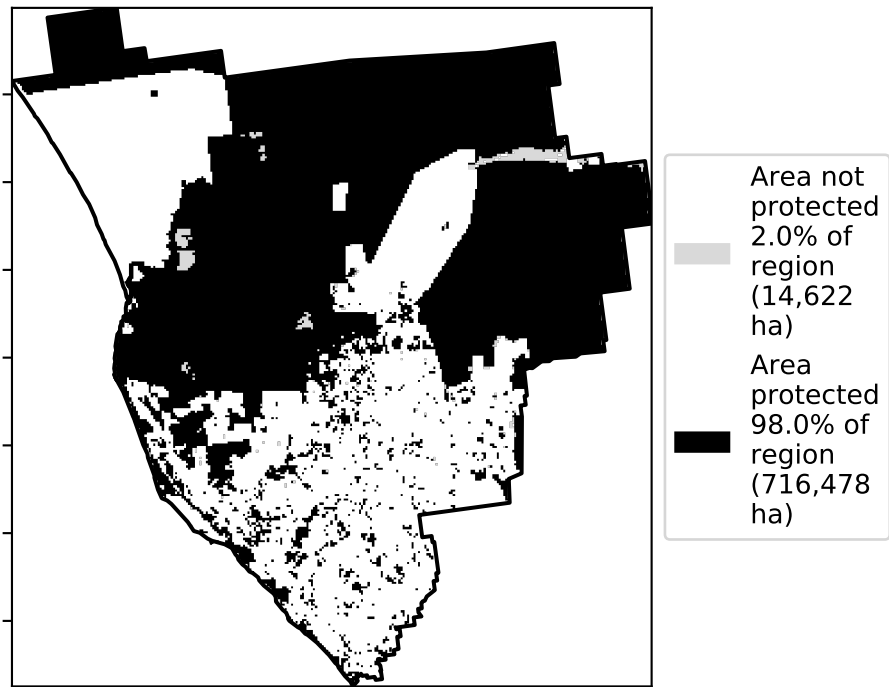 Area not
protected
2.0% of
region
(14,622
ha)
Area
protected
98.0% of
region
(716,478
ha)